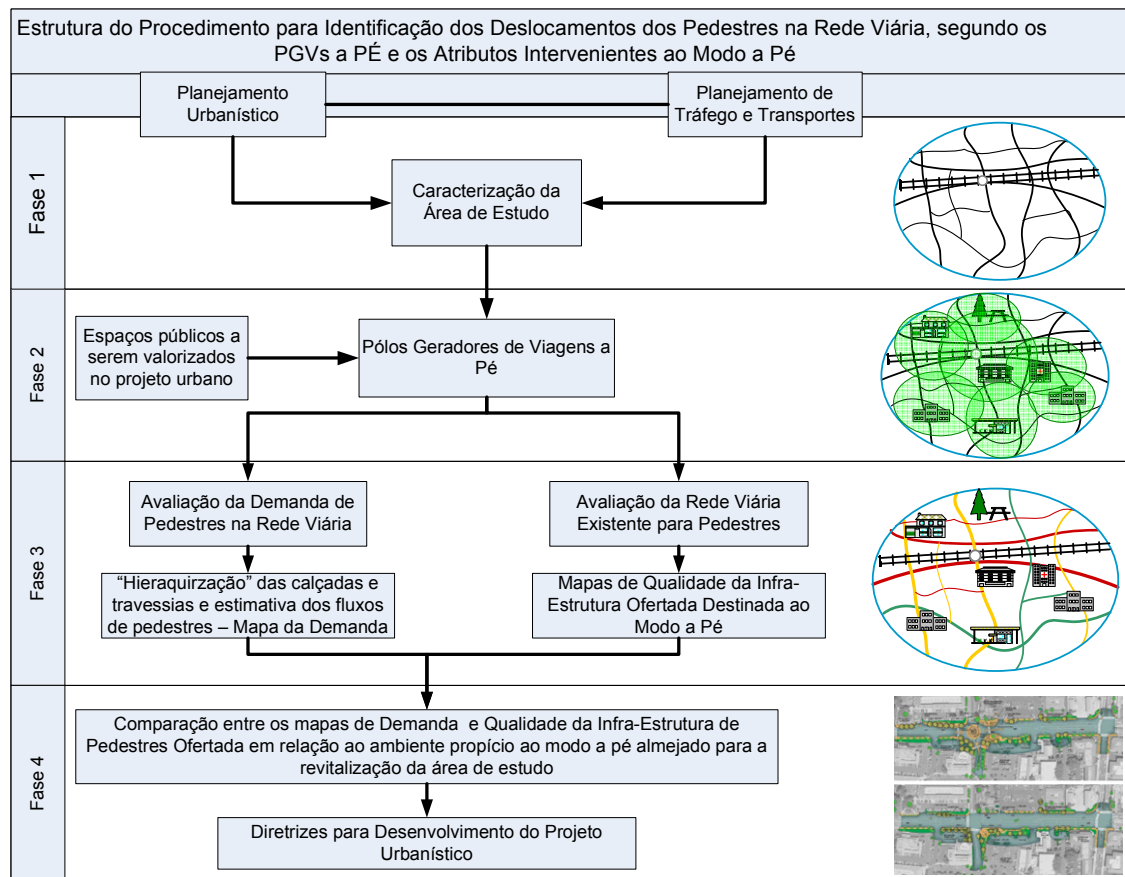 Estrutura do Procedimento para Identificação dos Deslocamentos dos Pedestres na Rede Viária, segundo os
PGVs a PÉ e os Atributos Intervenientes ao Modo a Pé
Planejamento
Urbanístico
Planejamento de
Tráfego e Transportes
Fase 1
Caracterização da
Área de Estudo
Fase 2
Espaços públicos a
serem valorizados
no projeto urbano
Pólos Geradores de Viagens a
Pé
Fase 3
Avaliação da Demanda de
Pedestres na Rede Viária
Avaliação da Rede Viária
Existente para Pedestres
“Hieraquirzação” das calçadas e
travessias e estimativa dos fluxos
de pedestres – Mapa da Demanda
Mapas de Qualidade da Infra-
Estrutura Ofertada Destinada ao
Modo a Pé
Fase 4
Comparação entre os mapas de Demanda e Qualidade da Infra-Estrutura de
Pedestres Ofertada em relação ao ambiente propício ao modo a pé almejado para a
revitalização da área de estudo
Diretrizes para Desenvolvimento do Projeto
Urbanístico